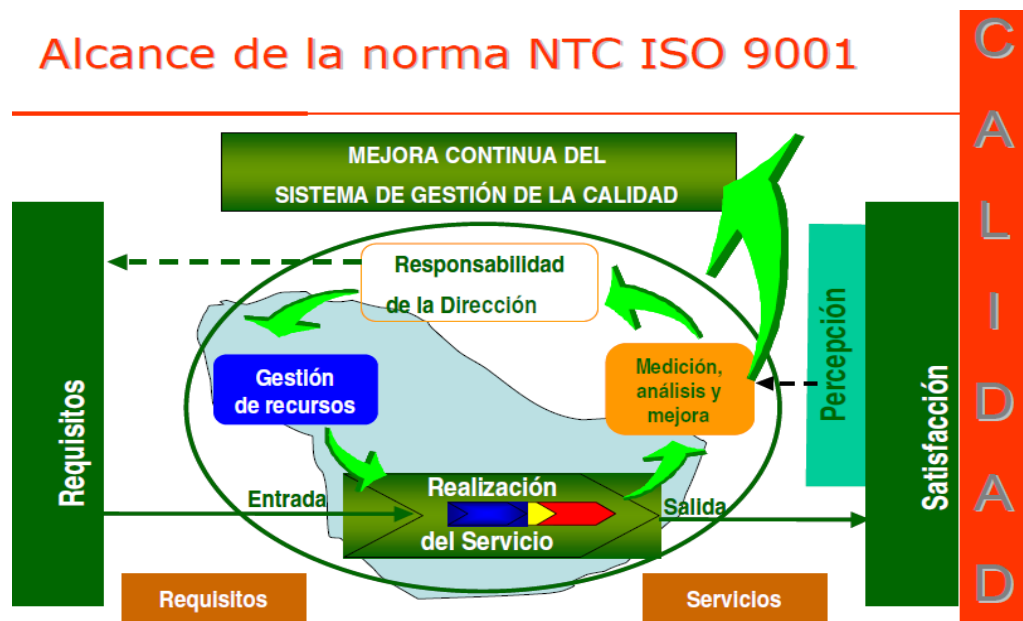 Alcance de la norma NTC ISO 9001
MEJORA CONTINUA DEL
SISTEMA DE GESTIÓN DE LA CALIDAD
Responsabilidad
de la Dirección
Gestión
de recursos
Medición,
análisis y
mejora
Percepción
Requisitos
Satisfacción
Entrada
Realización
del Servicio
Salida
Requisitos
Servicios
CALIDAD